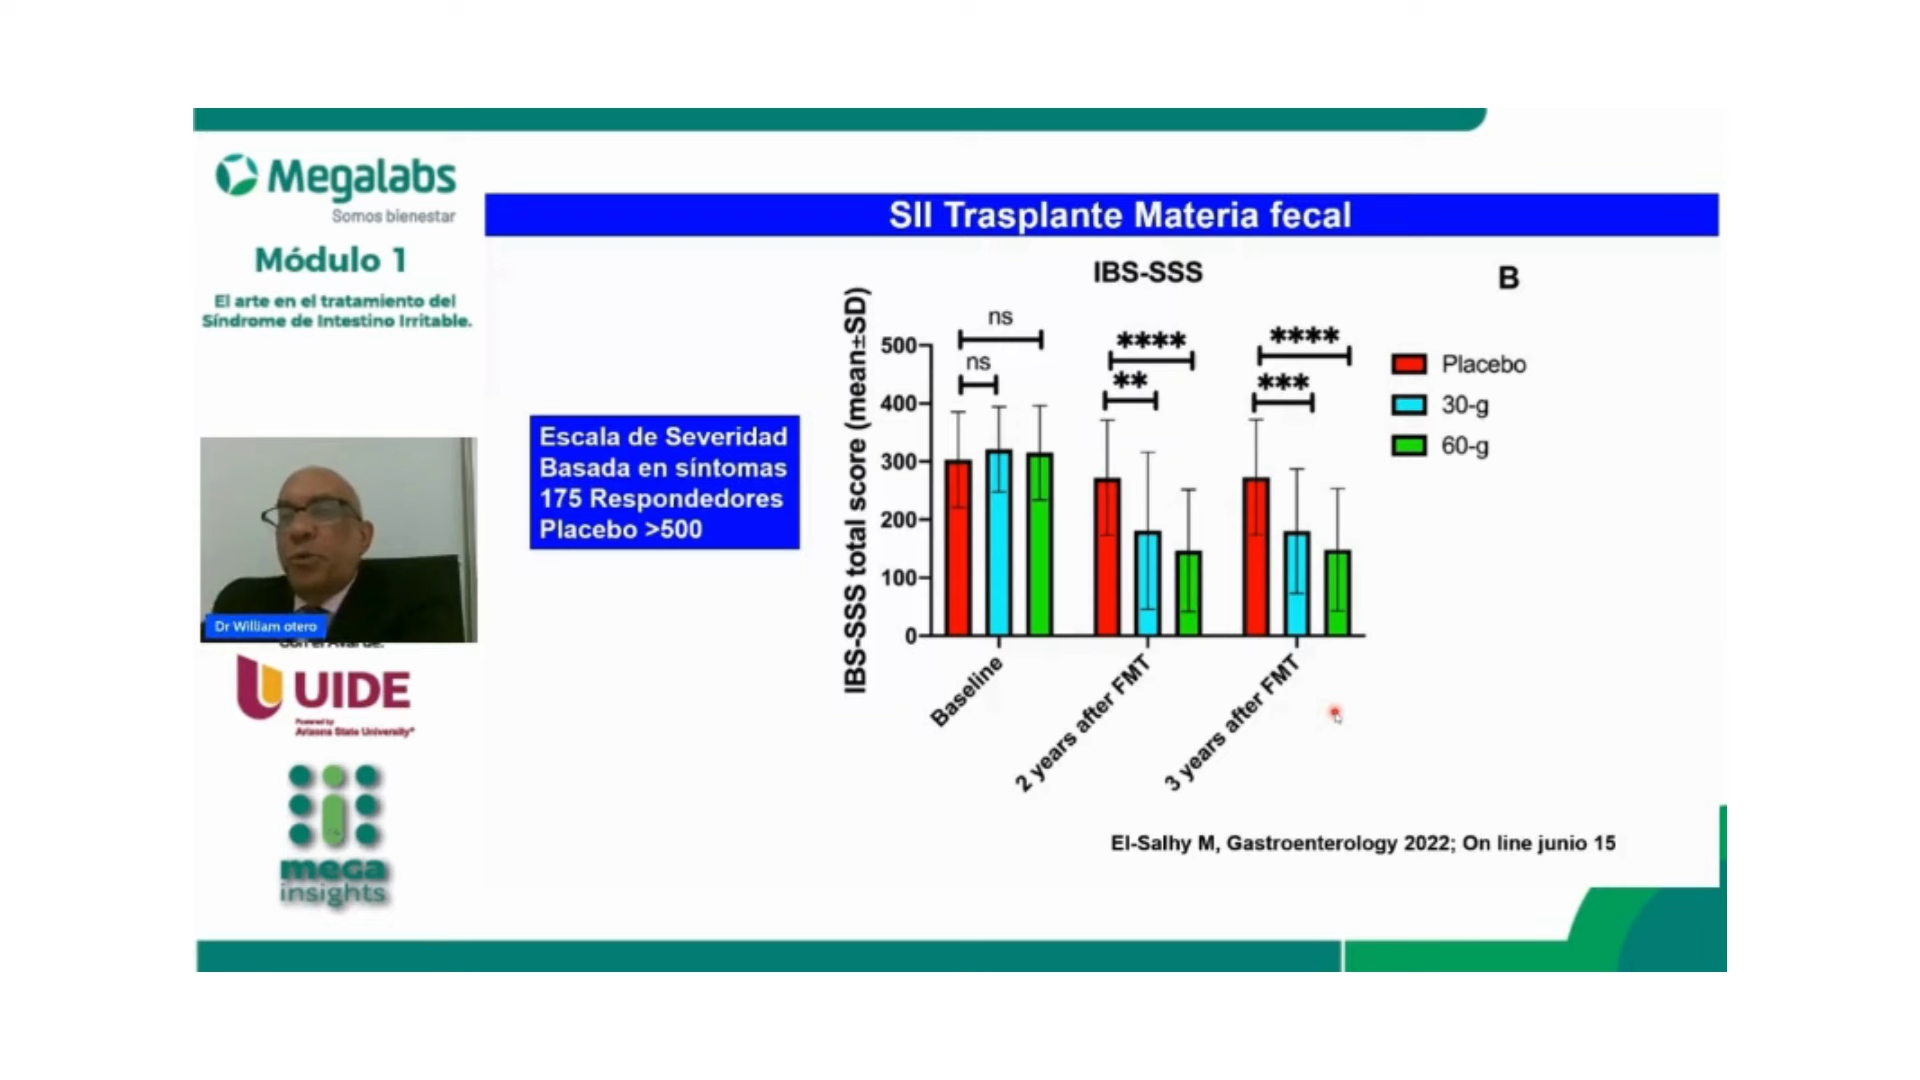 Megalabs
Somos bienestar
Módulo 1
El arte en el tratamiento del
Síndrome de Intestino Irritable.
Dr William otero
UIDE
Powered by
Arizona State University®
mega
insights
SII Trasplante Materia fecal
Escala de Severidad
Basada en síntomas
175 Respondedores
Placebo >500
IBS-SSS
B
IBS-SSS total score (mean±SD)
500
400
300
200
100
0
ns
ns
****
**
****
***
Baseline
2 years after FMT
3 years after FMT
Placebo
30-g
60-g
El-Salhy M, Gastroenterology 2022; On line junio 15